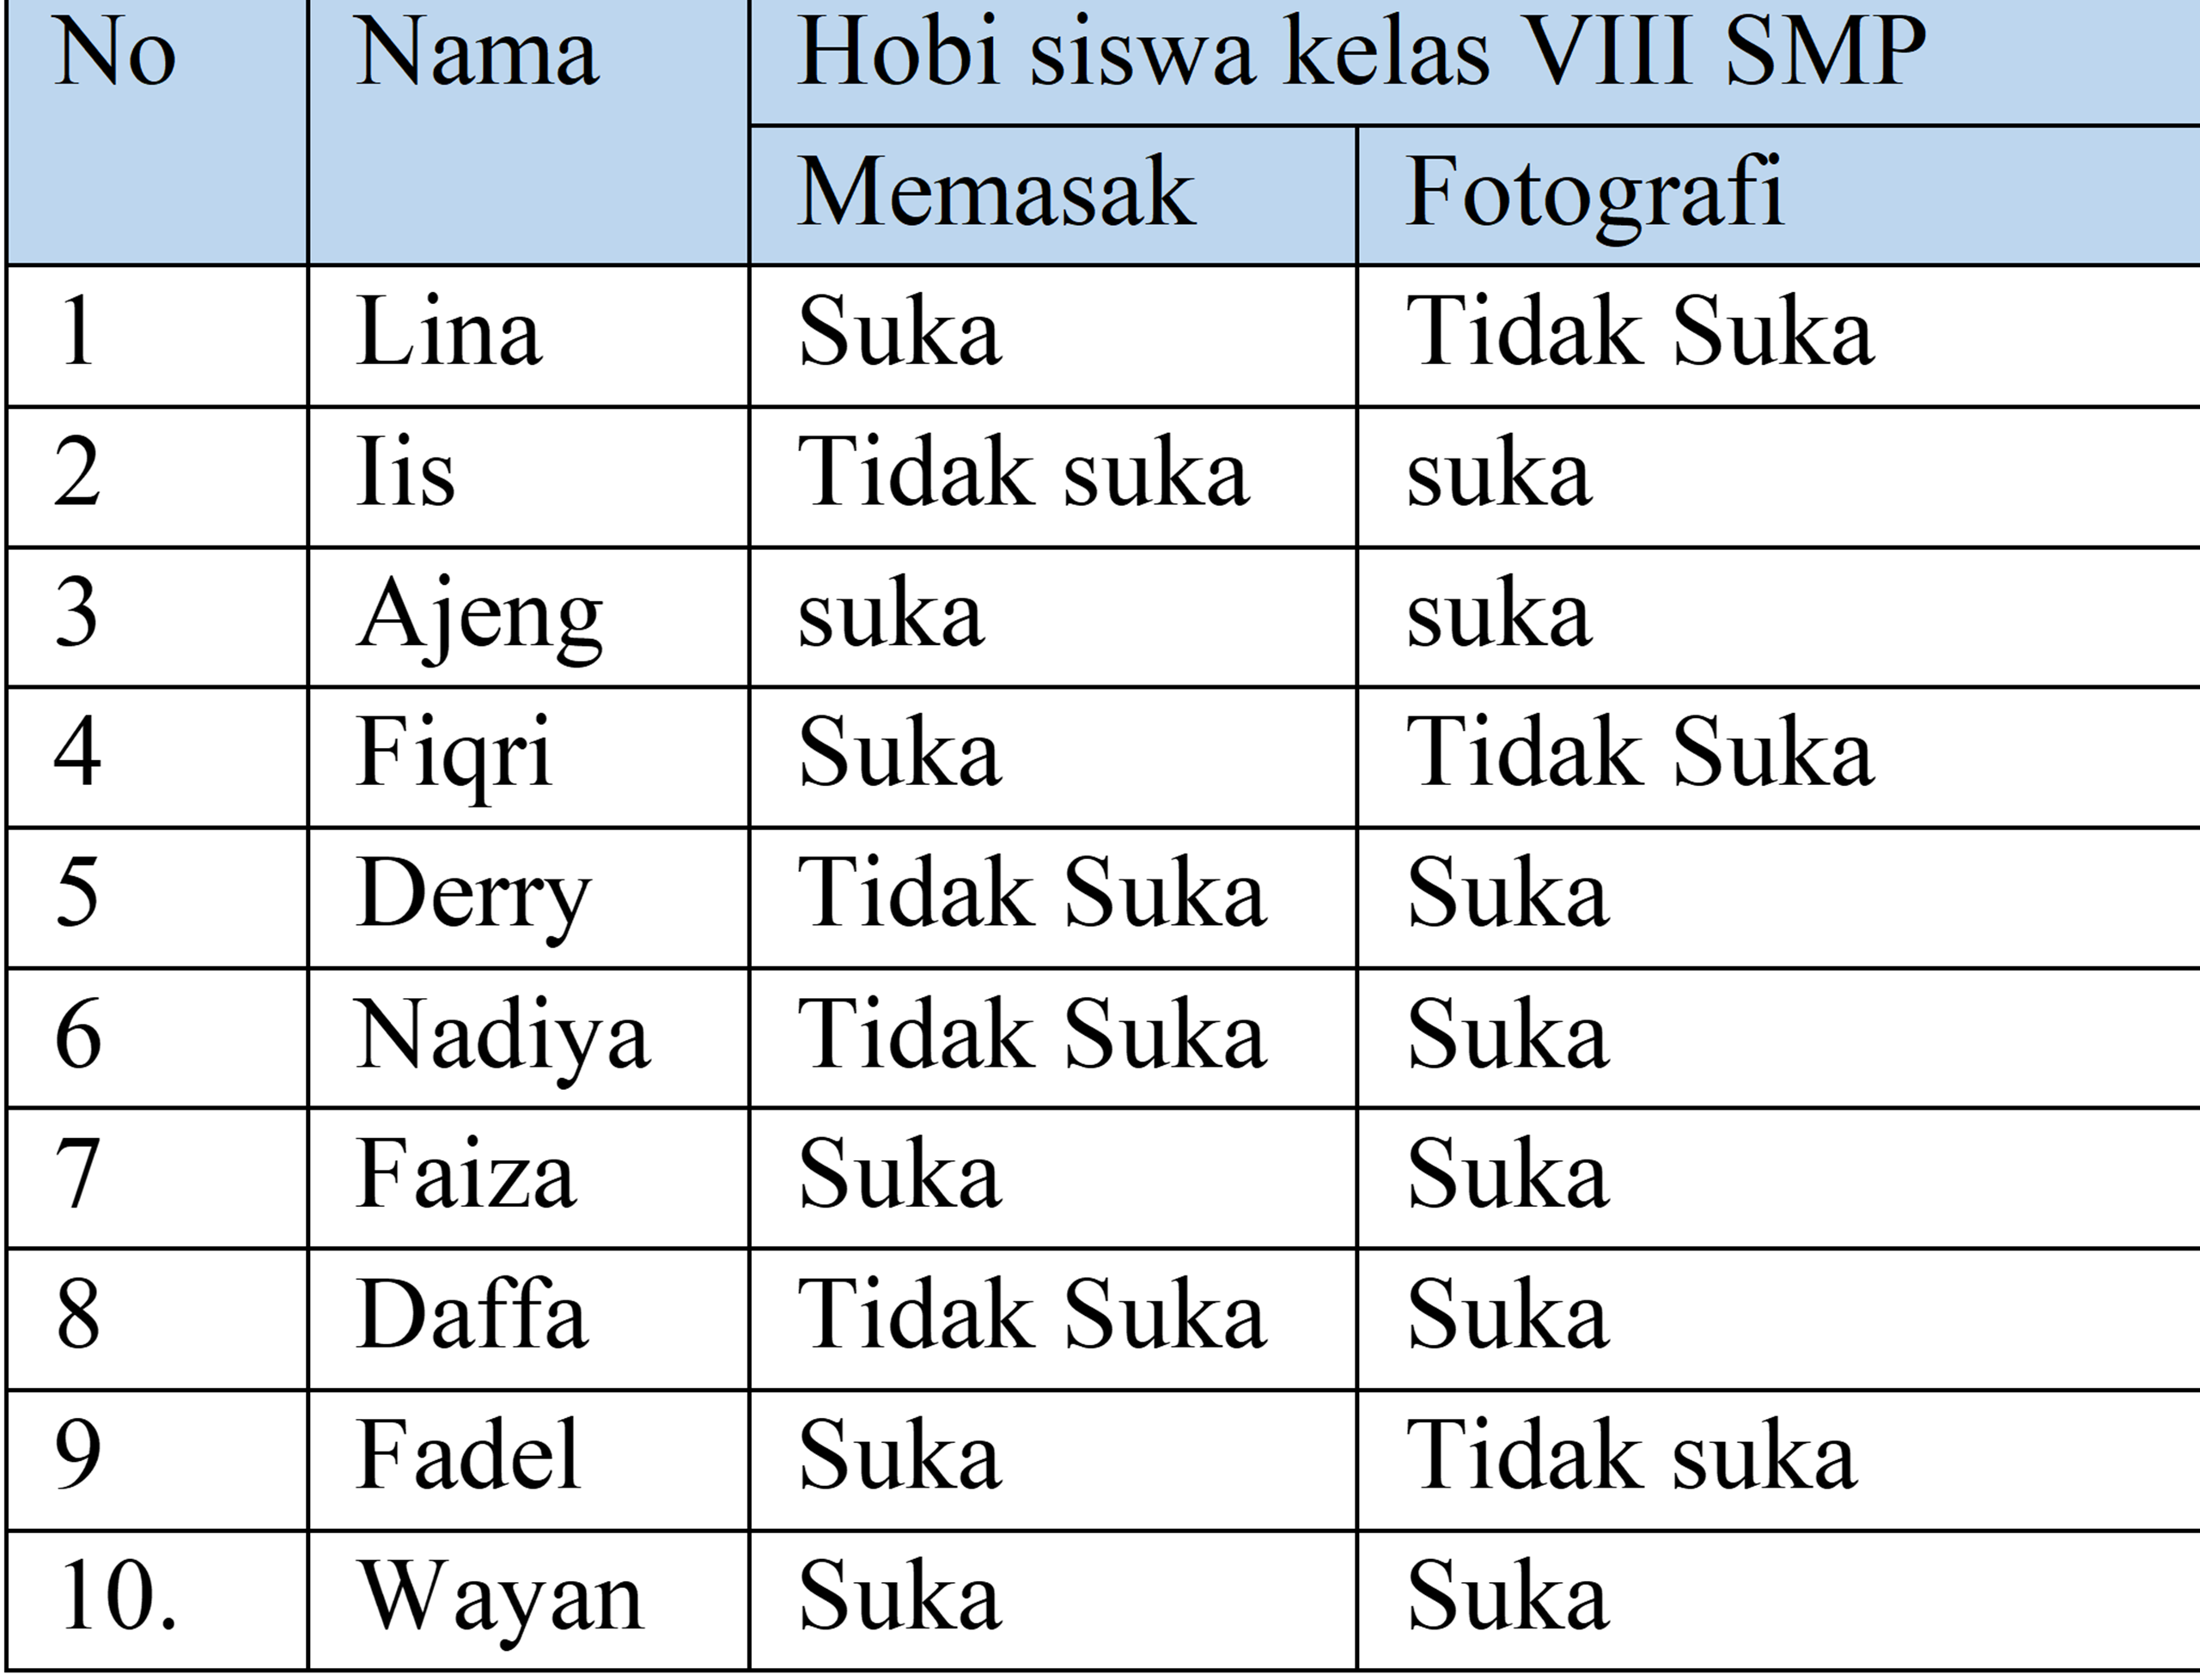 No Nama Hobi siswa kelas VIII SMP
Memasak Fotografi
1 Lina Suka Tidak Suka
2 Iis Tidak suka suka
3 Ajeng suka suka
4 Fiqri Suka Tidak Suka
5 Derry Tidak Suka Suka
6 Nadiya Tidak Suka Suka
7 Faiza Suka Suka
8 Daffa Tidak Suka Suka
9 Fadel Suka Tidak suka
10. Wayan Suka Suka